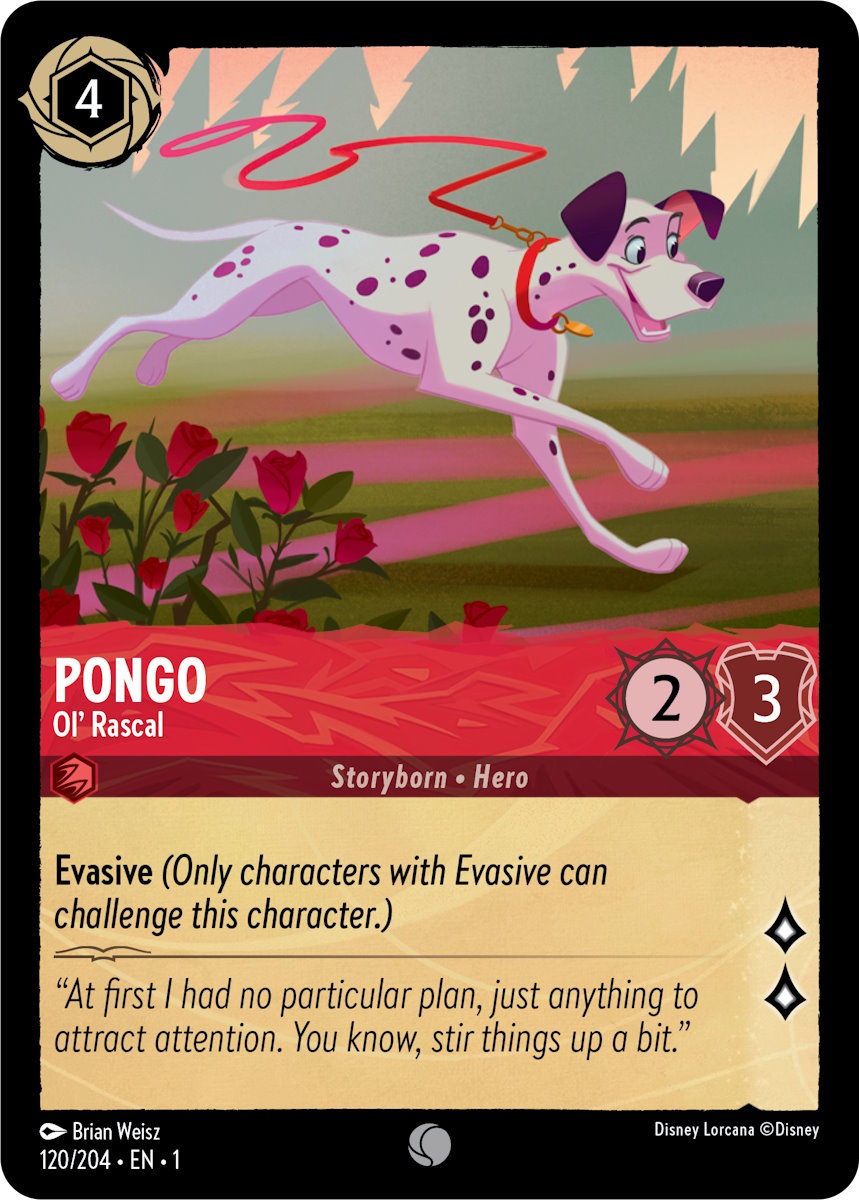 4
PONGO
Ol’ Rascal
2
3
Storyborn • Hero
Evasive (Only characters with Evasive can
challenge this character.)
“At first I had no particular plan, just anything to
attract attention. You know, stir things up a bit.”
Brian Weisz
Disney Lorcana ©Disney
120/204 • EN • 1